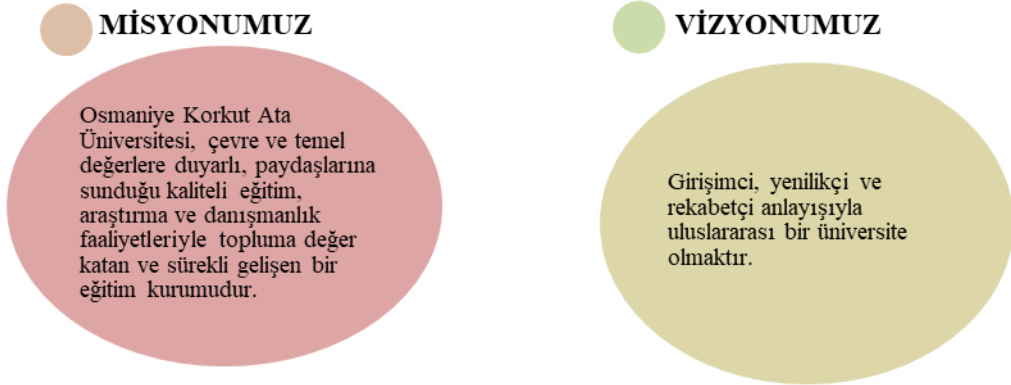 MİSYONUMUZ
Osmaniye Korkut Ata
Üniversitesi, çevre ve temel
değerlere duyarlı, paydaşlarına
sunduğu kaliteli eğitim,
araştırma ve danışmanlık
faaliyetleriyle topluma değer
katan ve sürekli gelişen bir
eğitim kurumudur.
VİZYONUMUZ
Girişimci, yenilikçi ve
rekabetçi anlayışıyla
uluslararası bir üniversite
olmaktır.